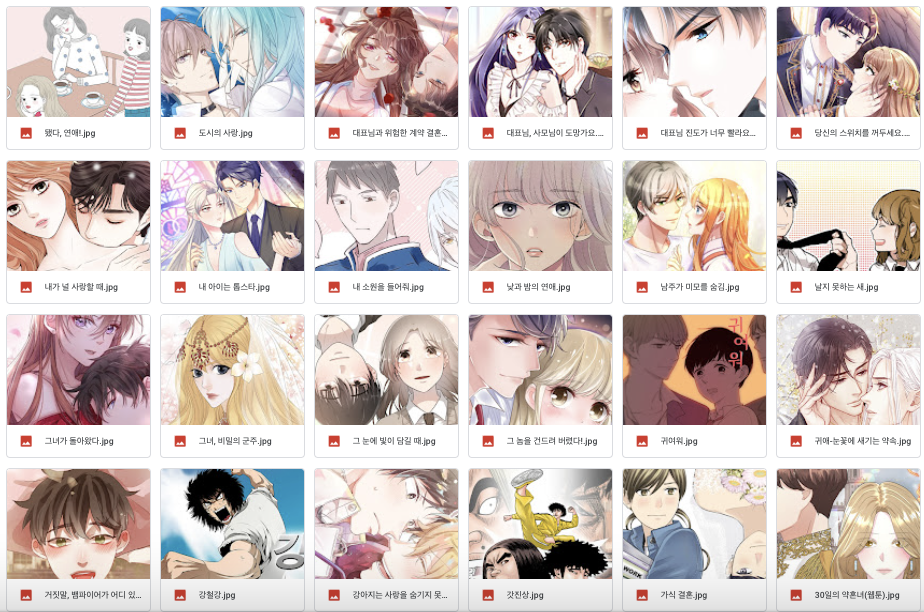 했다, 연애!.jpg
도시의 사랑.jpg
대표님과 위험한 계약 결혼...
대표님, 사모님이 도망가요....
대표님 진도가 너무 빨라요...
당신의 스위치를 꺼두세요....
내가 널 사랑할 때.jpg
내 아이는 톱스타.jpg
내 소원을 들어줘.jpg
낮과 밤의 연애.jpg
남주가 미모를 숨김.jpg
날지 못하는 새.jpg
귀여워
그녀가 돌아왔다.jpg
그녀, 비밀의 군주.jpg
그 눈에 빛이 담길 때.jpg
그 놈을 건드려 버렸다!.jpg
귀여워.jpg
귀애-눈꽃에 새기는 약속.jpg
강
WORK
거짓말, 뱀파이어가 어디 있...
강철강.jpg
강아지는 사랑을 숨기지 못...
갓진상.jpg
가식 결혼.jpg
30일의 약혼녀(웹툰).jpg